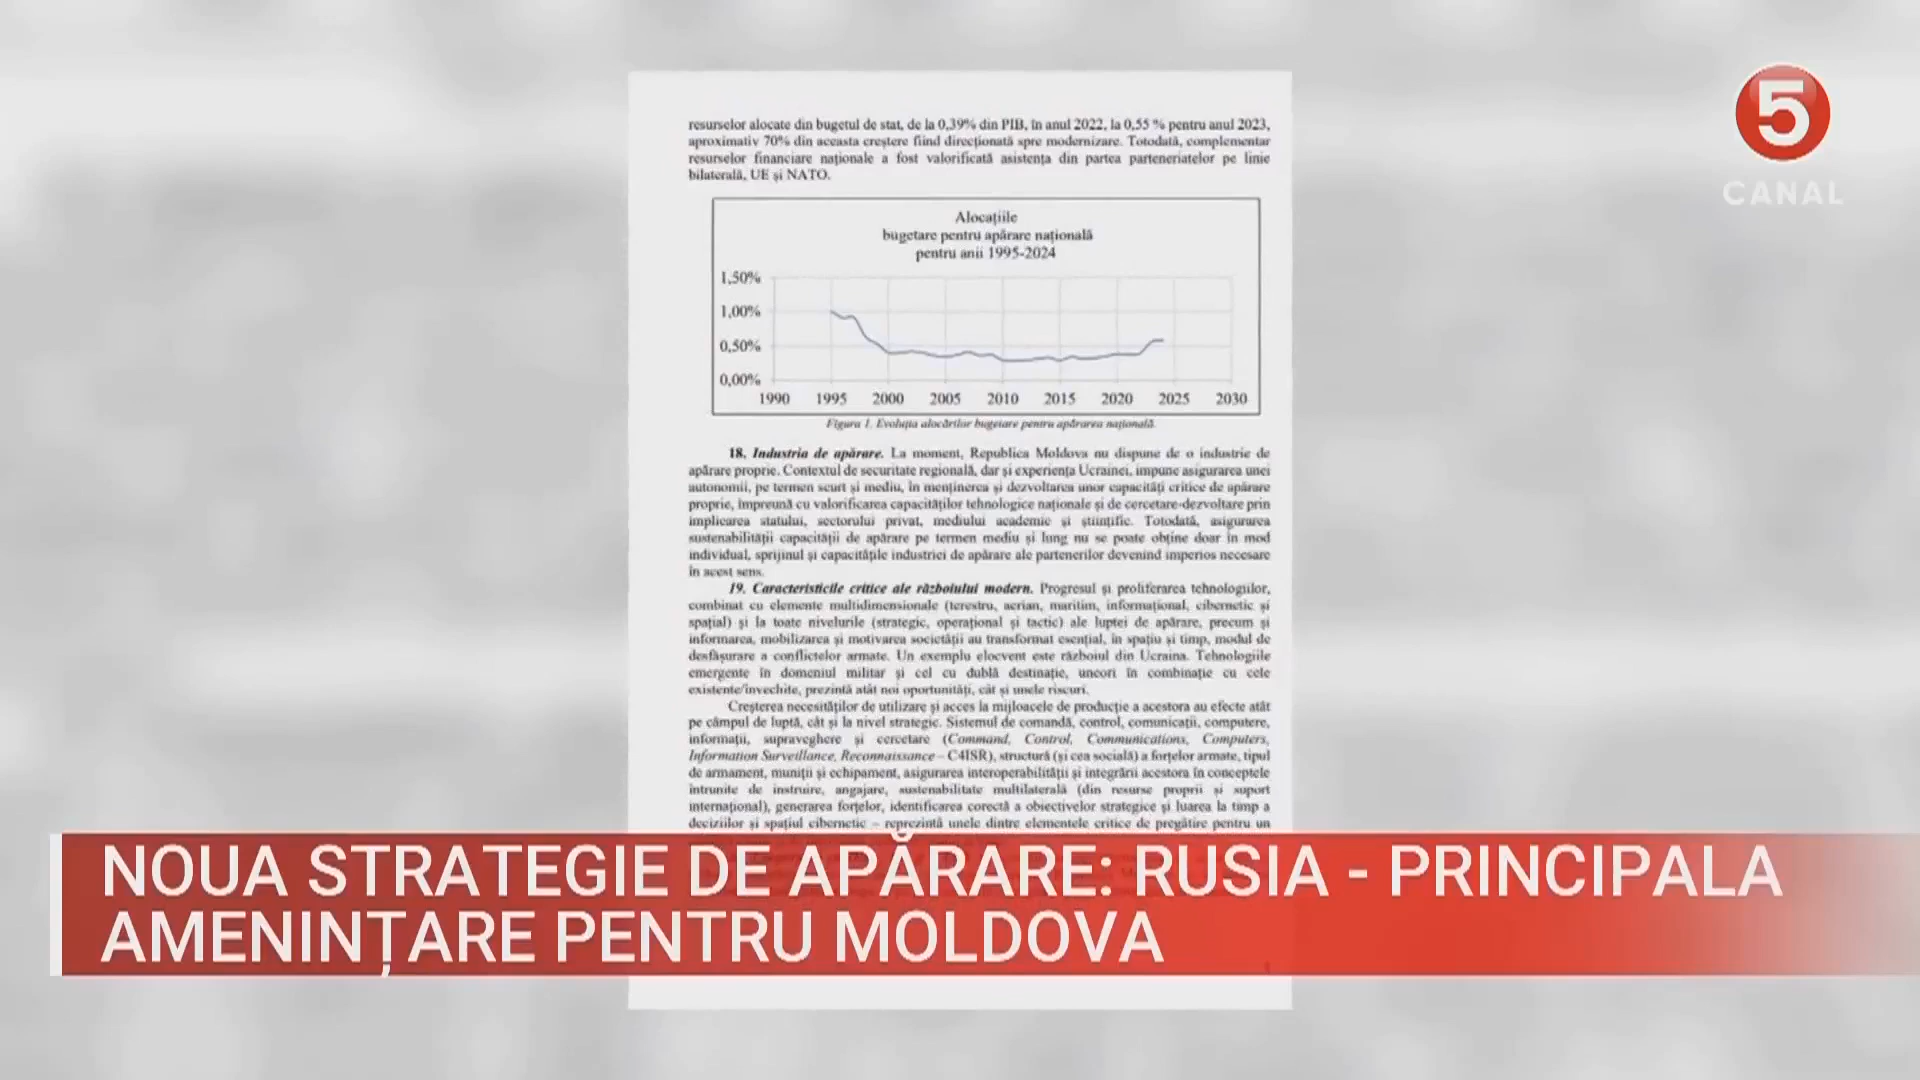 resurselor alocate din bugetul de stat, de la 0,39% din PIB, în anul 2022, la 0,55 % pentru anul 2023,
aproximativ 70% din aceasta creștere fiind direcționată spre modernizare. Totodată, complementar
resurselor financiare naționale a fost valorificată asistența din partea parteneriatelor pe linie
bilaterală, UE și NATO.
Alocațiile
bugetare pentru apărare națională
pentru anii 1995-2024
1,50%
1,00%
0,50%
0,00%
1990 1995 2000 2005 2010 2015 2020 2025 2030
Figura 1. Evoluția alocărilor bugetare pentru apărarea națională.
18. Industria de apărare. La moment, Republica Moldova nu dispune de o industrie de
apărare proprie. Contextul de securitate regională, dar și experiența Ucrainei, impune asigurarea unei
autonomii, pe termen scurt și mediu, în menținerea și dezvoltarea unor capacități critice de apărare
proprie, împreună cu valorificarea capacităților tehnologice naționale și de cercetare-dezvoltare prin
implicarea statului, sectorului privat, mediului academic și științific. Totodată, asigurarea
sustenabilității capacității de apărare pe termen mediu și lung nu se poate obține doar în mod
individual, sprijinul și capacitățile industriei de apărare ale partenerilor devenind imperios necesare
în acest sens.
19. Caracteristicile critice ale războiului modern. Progresul și proliferarea tehnologiilor,
combinat cu elemente multidimensionale (terestru, aerian, maritim, informațional, cibernetic și
spațial) și la toate nivelurile (strategic, operațional și tactic) ale luptei de apărare, precum și
informarea, mobilizarea și motivarea societății au transformat esențial, în spațiu și timp, modul de
desfășurare a conflictelor armate. Un exemplu elocvent este războiul din Ucraina. Tehnologiile
emergente în domeniul militar și cel cu dublă destinație, uneori în combinație cu cele
existente/învechite, prezintă atât noi oportunități, cât și unele riscuri.
Creșterea necesităților de utilizare și acces la mijloacele de producție a acestora au efecte atât
pe câmpul de luptă, cât și la nivel strategic. Sistemul de comandă, control, comunicații, computere,
informații, supraveghere și cercetare (Command, Control, Communications, Computers,
Information Surveillance, Reconnaissance – C4ISR), structură (și cea socială) a forțelor armate, tipul
de armament, muniții și echipament, asigurarea interoperabilității și integrării acestora în conceptele
întrunite de instruire, angajare, sustenabilitate multilaterală (din resurse proprii și suport
internațional), generarea forțelor, identificarea corectă a obiectivelor strategice și luarea la timp a
deciziilor și spațiul cibernetic – reprezintă unele dintre elementele critice de pregătire pentru un
5
CANAL
NOUA STRATEGIE DE APĂRARE: RUSIA - PRINCIPALA
AMENINȚARE PENTRU MOLDOVA